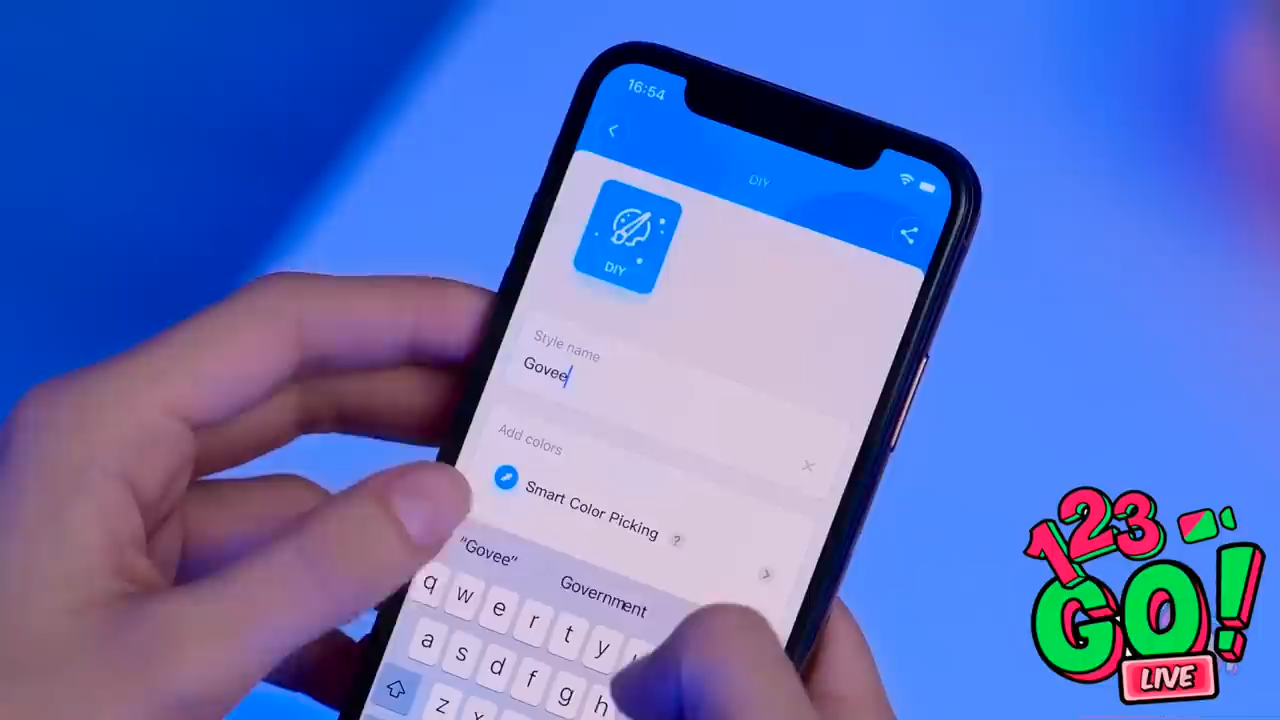 16:54
DIY
DIY
Style name
Govee
Add colors
Smart Color Picking ?
"Govee" Government
q w e r t y
a s d f g h
z
123
GO!
LIVE